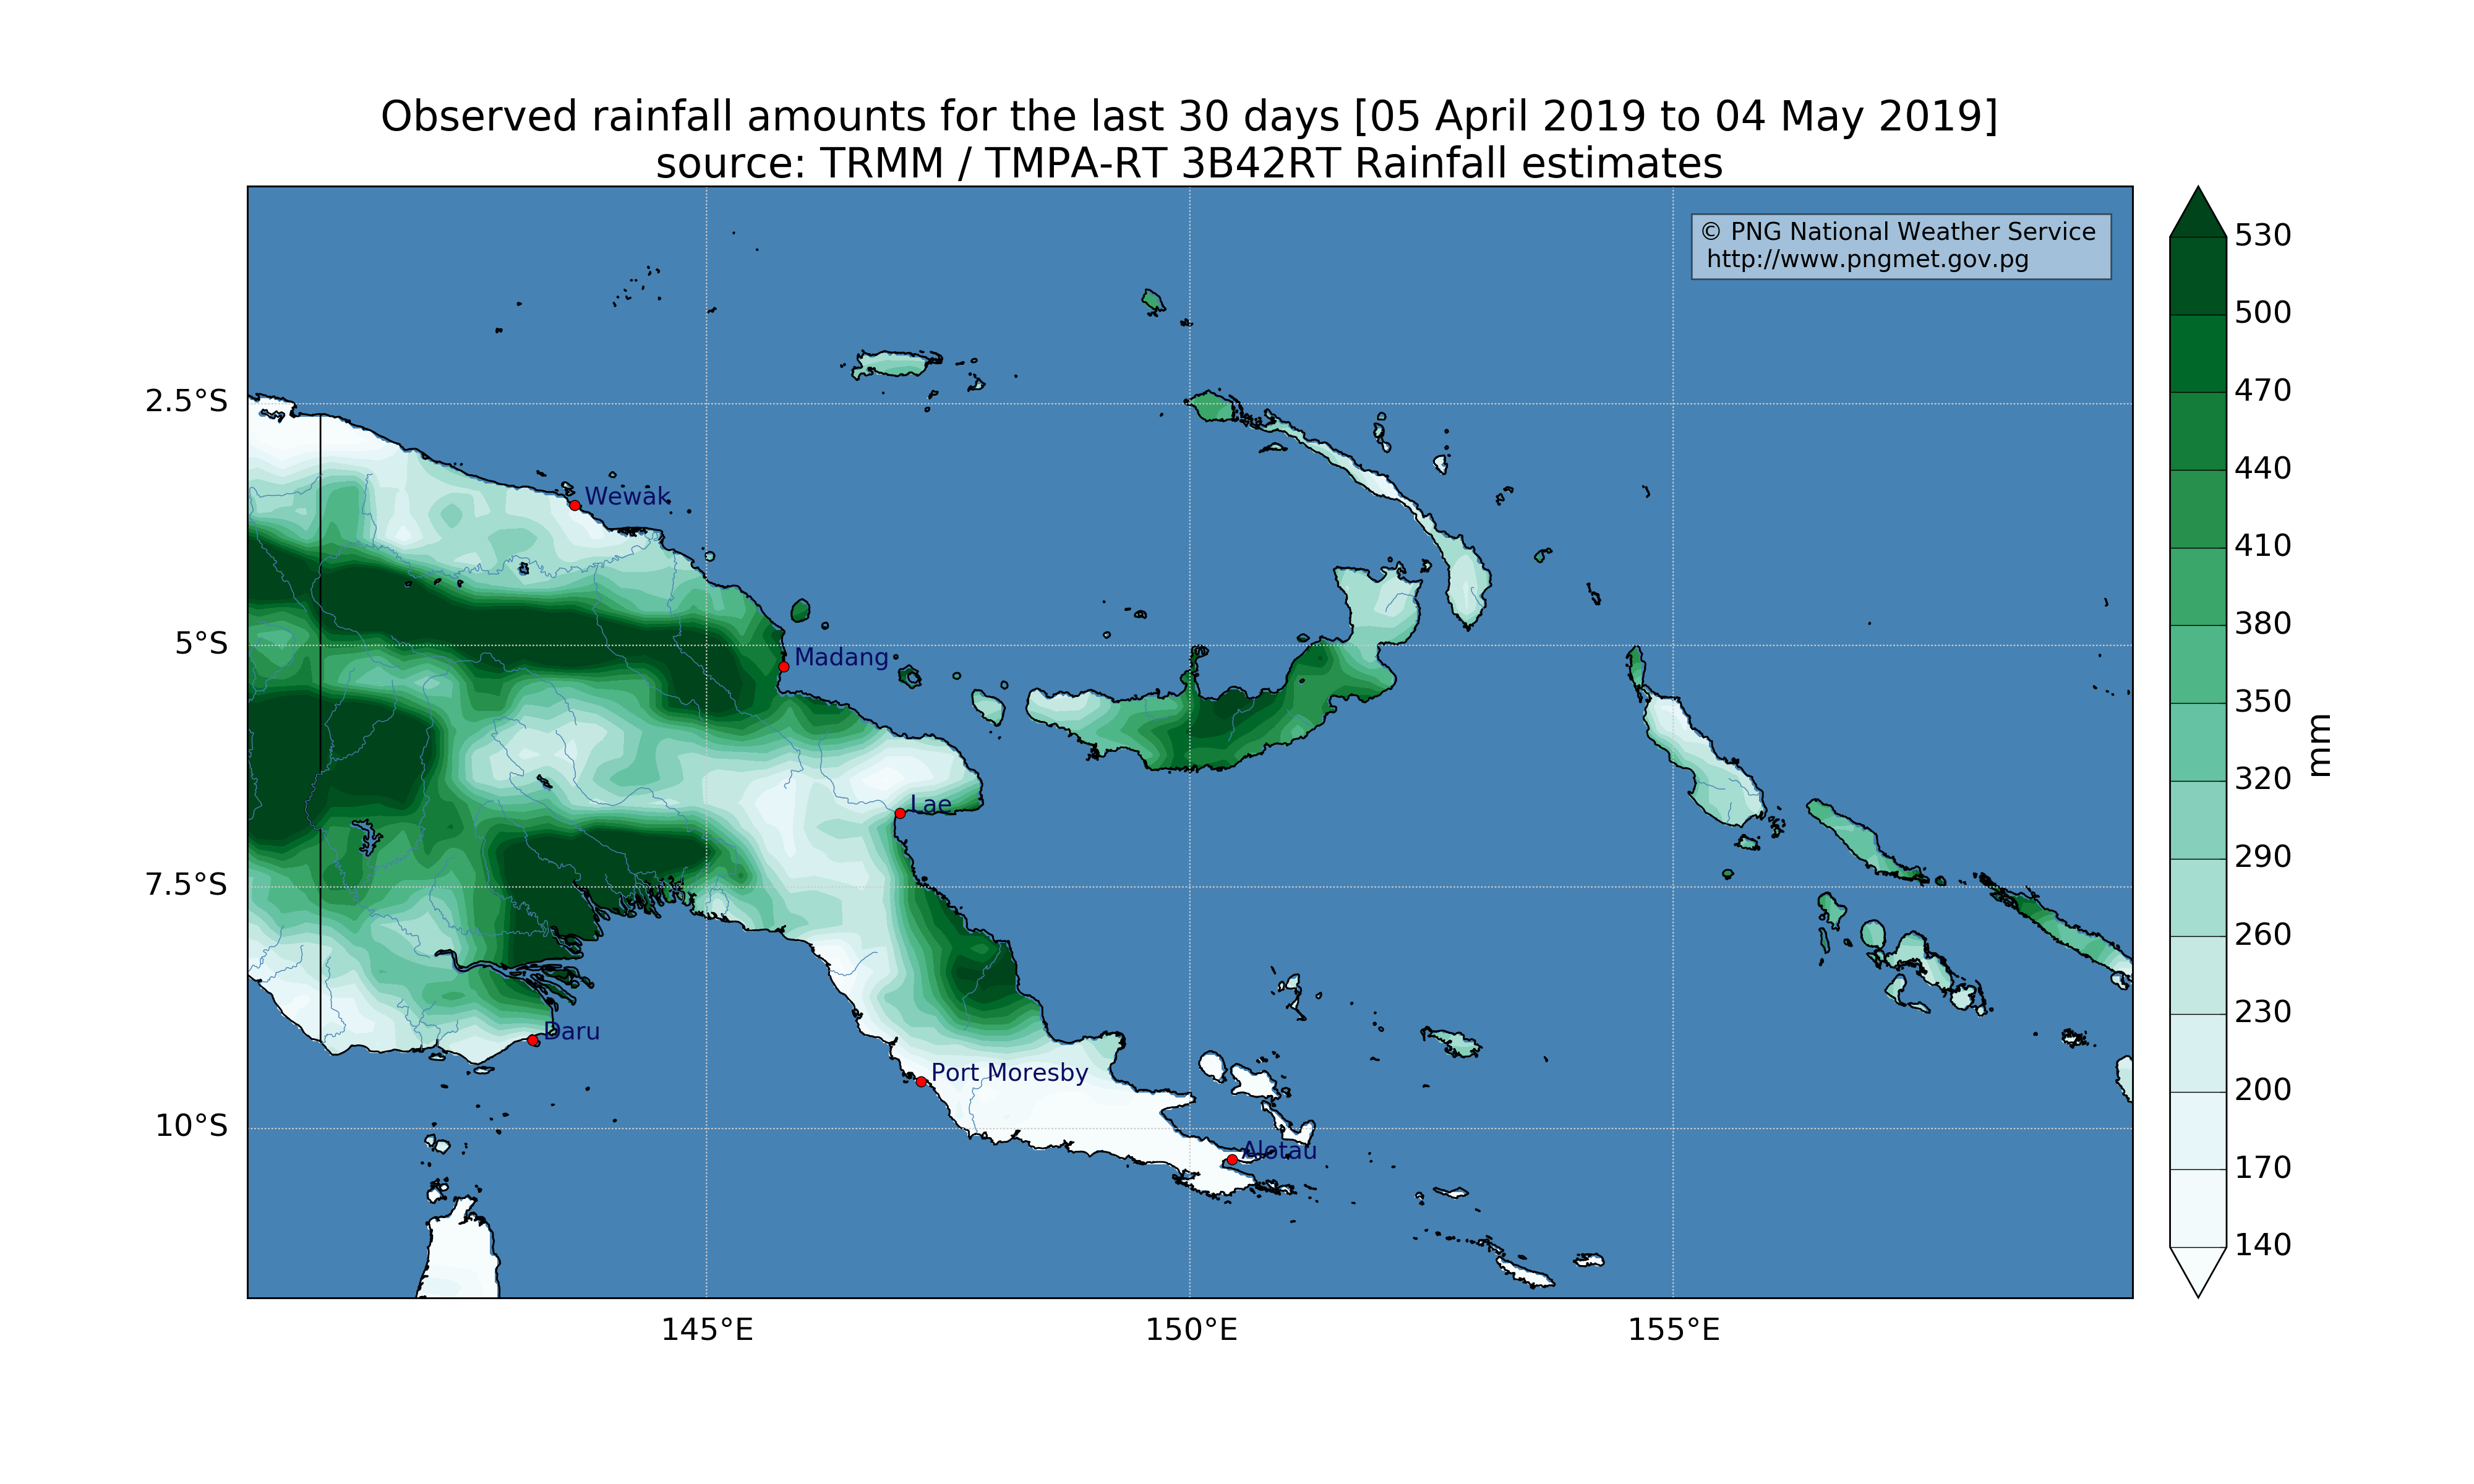 Observed rainfall amounts for the last 30 days [05 April 2019 to 04 May 2019]
source: TRMM / TMPA-RT 3B42RT Rainfall estimates
© PNG National Weather Service
http://www.pngmet.gov.pg
2.5°S
5°S
7.5°S
10°S
Wewak
Madang
Lae
Daru
Port Moresby
Alotau
145°E
150°E
155°E
530
500
470
440
410
380
350
320
290
260
230
200
170
140
mm